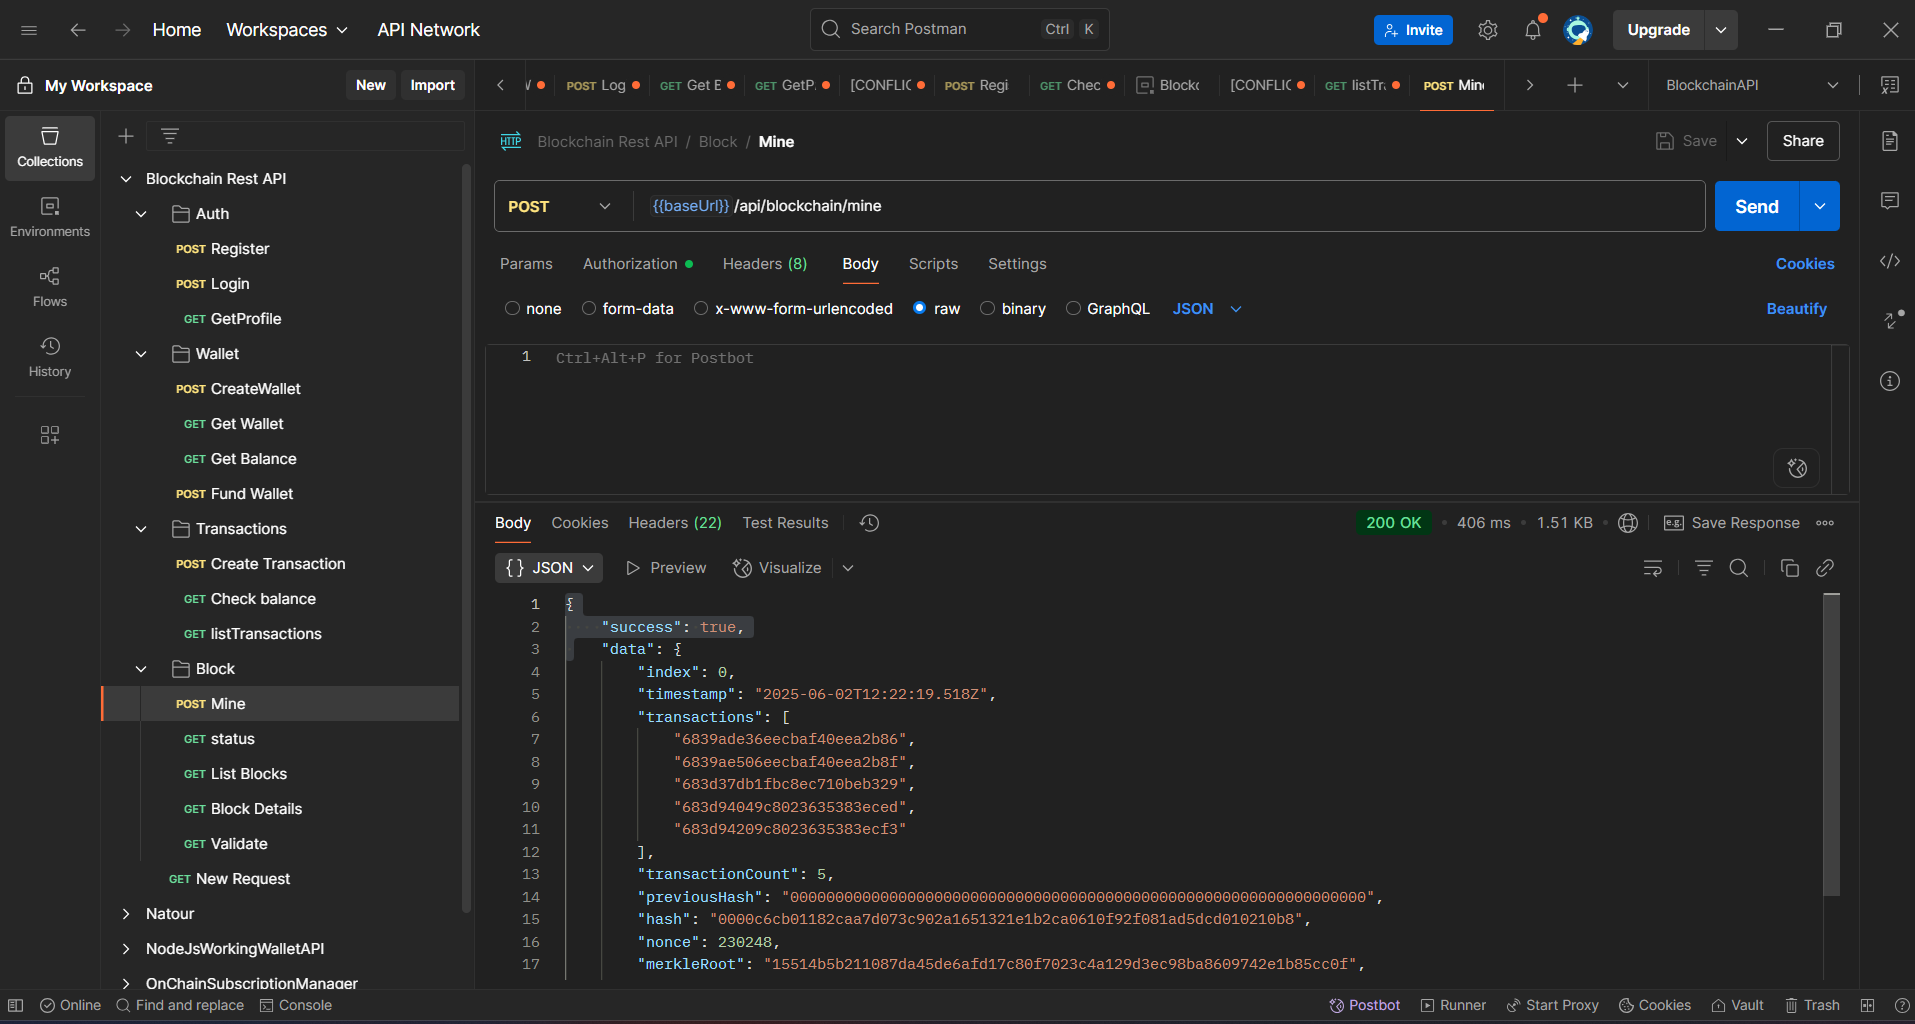 Home Workspaces API Network Search Postman Ctrl K Invite Upgrade
My Workspace New Import
POST Log GET Get E GET GetP. [CONFLIC POST Regi GET Chec Blockc [CONFLIC GET listTr. POST Min BlockchainAPI
Collections
Environments
Flows
History
Blockchain Rest API
Auth
POST Register
POST Login
GET GetProfile
Wallet
POST CreateWallet
GET Get Wallet
GET Get Balance
POST Fund Wallet
Transactions
POST Create Transaction
GET Check balance
GET listTransactions
Block
POST Mine
GET status
GET List Blocks
GET Block Details
GET Validate
GET New Request
Natour
NodeJsWorkingWalletAPI
OnChainSubscriptionManager
HTTP Blockchain Rest API / Block / Mine Save Share
POST {{baseUrl}}/api/blockchain/mine Send
Params Authorization Headers (8) Body Scripts Settings Cookies
none form-data x-www-form-urlencoded raw binary GraphQL JSON Beautify
1 Ctrl+Alt+P for Postbot
Body Cookies Headers (22) Test Results 200 OK 406 ms 1.51 KB e.g. Save Response
{} JSON Preview Visualize
1 {
2 "success": true,
3 "data": {
4 "index": 0,
5 "timestamp": "2025-06-02T12:22:19.518Z",
6 "transactions": [
7 "6839ade36eecbaf40eea2b86",
8 "6839ae506eecbaf40eea2b8f",
9 "683d37db1fbc8ec710beb329",
10 "683d94049c8023635383eced",
11 "683d94209c8023635383ecf3"
12 ],
13 "transactionCount": 5,
14 "previousHash": "0000000000000000000000000000000000000000000000000000000000000000",
15 "hash": "0000c6cb01182caa7d073c902a1651321e1b2ca0610f92f081ad5dcd010210b8",
16 "nonce": 230248,
17 "merkleRoot": "15514b5b211087da45de6afd17c80f7023c4a129d3ec98ba8609742e1b85cc0f",
Online Find and replace Console Postbot Runner Start Proxy Cookies Vault Trash